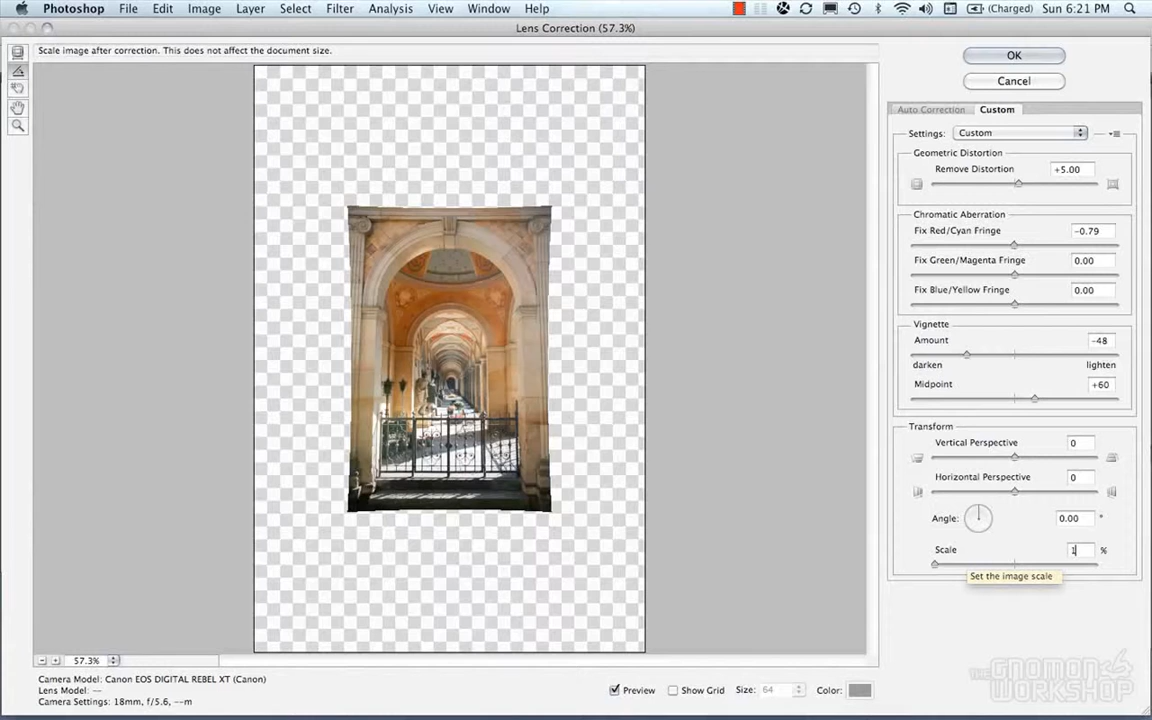 Photoshop File Edit Image Layer Select Filter Analysis View Window Help (Charged) Sun 6:21 PM
Lens Correction (57.3%)
Scale image after correction. This does not affect the document size.
OK
Cancel
Auto Correction Custom
Settings: Custom
Geometric Distortion
Remove Distortion +5.00
Chromatic Aberration
Fix Red/Cyan Fringe -0.79
Fix Green/Magenta Fringe 0.00
Fix Blue/Yellow Fringe 0.00
Vignette
Amount -48
darken lighten
Midpoint +60
Transform
Vertical Perspective 0
Horizontal Perspective 0
Angle: 0.00 °
Scale 1 %
Set the image scale
57.3%
Camera Model: Canon EOS DIGITAL REBEL XT (Canon)
Lens Model: --
Camera Settings: 18mm, f/5.6, --m
Preview Show Grid Size: 64 Color:
THE GNOMON WORKSHOP